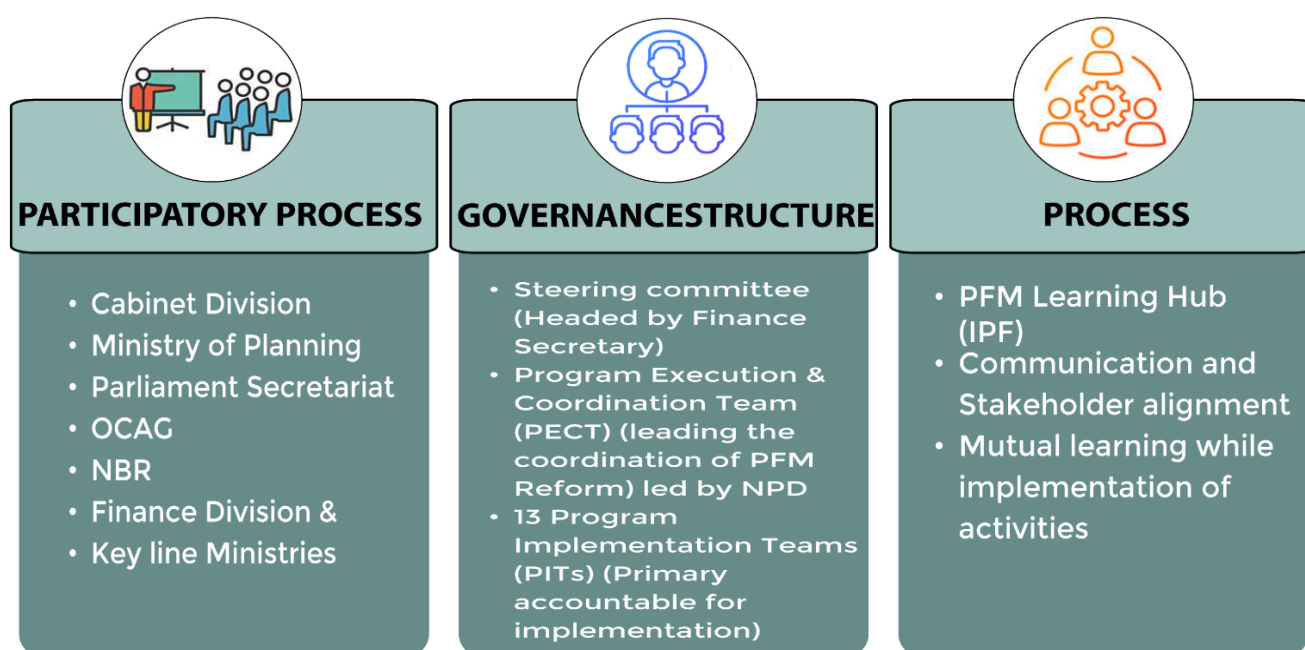 PARTICIPATORY PROCESS
• Cabinet Division
• Ministry of Planning
• Parliament Secretariat
• OCAG
• NBR
• Finance Division &
• Key line Ministries
GOVERNANCESTRUCTURE
• Steering committee
(Headed by Finance
Secretary)
• Program Execution &
Coordination Team
(PECT) (leading the
coordination of PFM
Reform) led by NPD
• 13 Program
Implementation Teams
(PITs) (Primary
accountable for
implementation)
PROCESS
• PFM Learning Hub
(IPF)
• Communication and
Stakeholder alignment
• Mutual learning while
implementation of
activities